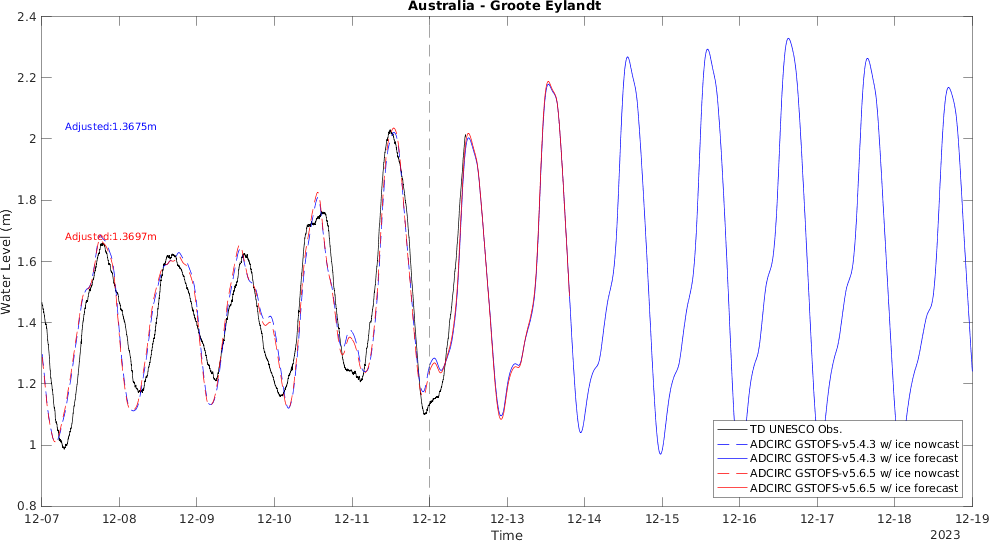 Australia - Groote Eylandt
2.4
2.2
2
1.8
1.6
1.4
1.2
1
0.8
Water Level (m)
Adjusted:1.3675m
Adjusted:1.3697m
TD UNESCO Obs.
ADCIRC GSTOFS-v5.4.3 w/ ice nowcast
ADCIRC GSTOFS-v5.4.3 w/ ice forecast
ADCIRC GSTOFS-v5.6.5 w/ ice nowcast
ADCIRC GSTOFS-v5.6.5 w/ ice forecast
12-07 12-08 12-09 12-10 12-11 12-12 12-13 12-14 12-15 12-16 12-17 12-18 12-19
Time
2023